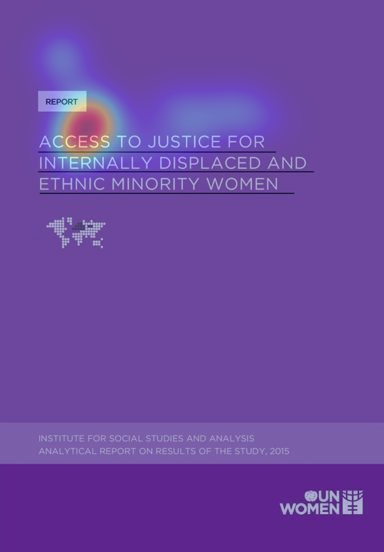 REPORT
ACCESS TO JUSTICE FOR
INTERNALLY DISPLACED AND
ETHNIC MINORITY WOMEN
INSTITUTE FOR SOCIAL STUDIES AND ANALYSIS
ANALYTICAL REPORT ON RESULTS OF THE STUDY, 2015
UN
WOMEN